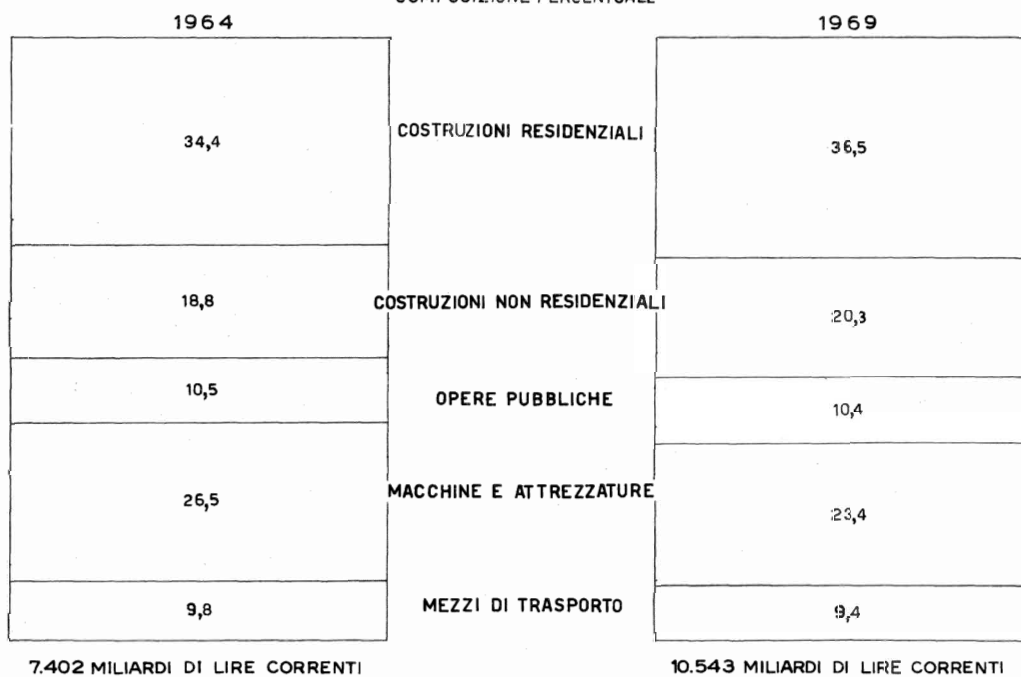 COMPOSIZIONE PERCENTUALE
1964 1969
34,4 COSTRUZIONI RESIDENZIALI 36,5
18,8 COSTRUZIONI NON RESIDENZIALI 20,3
10,5 OPERE PUBBLICHE 10,4
26,5 MACCHINE E ATTREZZATURE 23,4
9,8 MEZZI DI TRASPORTO 9,4
7.402 MILIARDI DI LIRE CORRENTI 10.543 MILIARDI DI LIRE CORRENTI